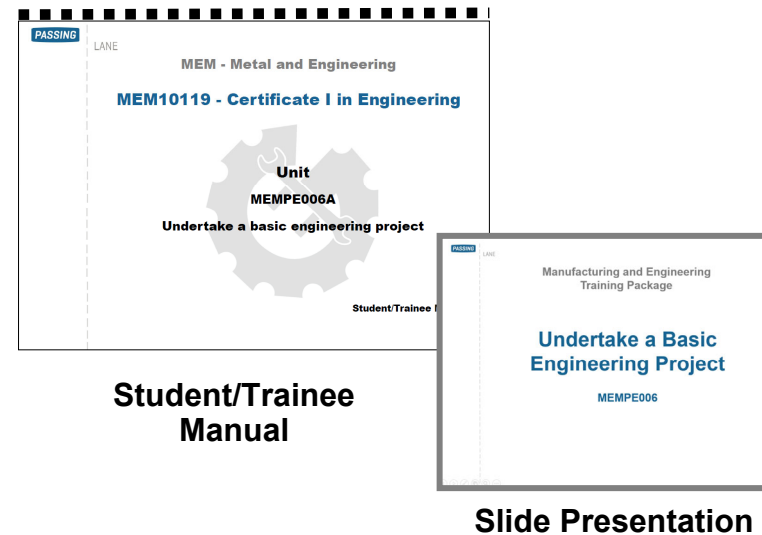 PASSING
LANE
MEM - Metal and Engineering
MEM10119 - Certificate I in Engineering
Unit
MEMPE006A
Undertake a basic engineering project
Student/Trainee
Student/Trainee
Manual
PASSING
LANE
Manufacturing and Engineering
Training Package
Undertake a Basic
Engineering Project
MEMPE006
Slide Presentation